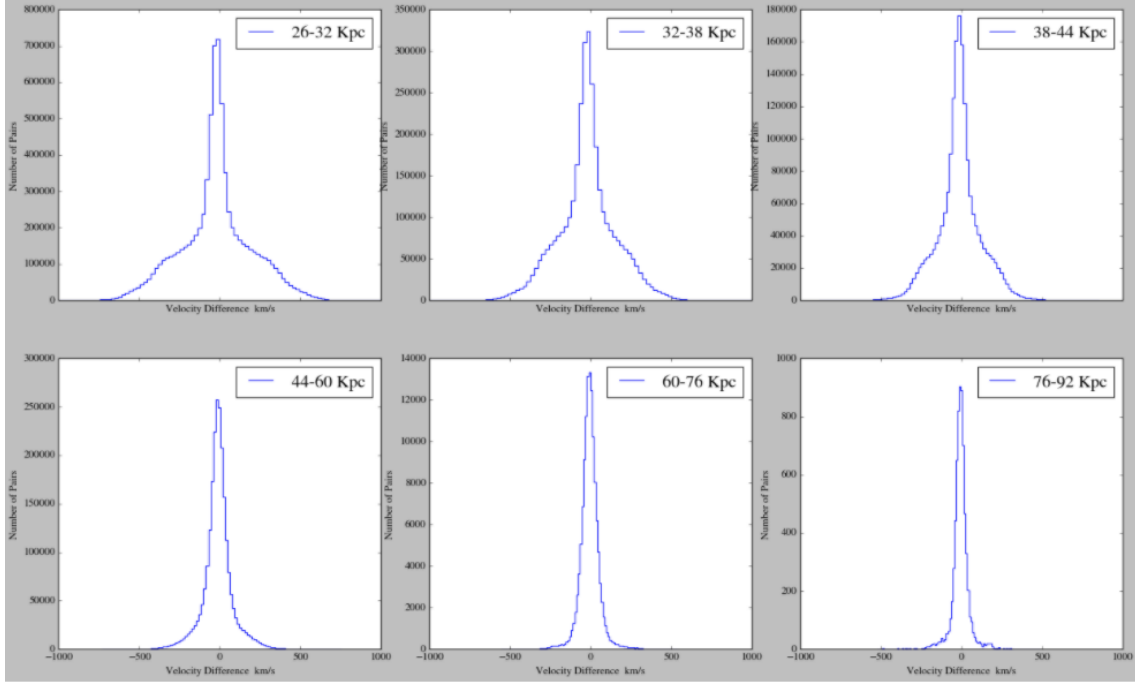 800000
700000
600000
500000
400000
300000
200000
100000
0
Number of Pairs
26-32 Kpc
Velocity Difference km/s
350000
300000
250000
200000
150000
100000
50000
0
Number of Pairs
32-38 Kpc
Velocity Difference km/s
180000
160000
140000
120000
100000
80000
60000
40000
20000
0
Number of Pairs
38-44 Kpc
Velocity Difference km/s
300000
250000
200000
150000
100000
50000
0
Number of Pairs
44-60 Kpc
−1000 −500 0 500 1000
Velocity Difference km/s
14000
12000
10000
8000
6000
4000
2000
0
Number of Pairs
60-76 Kpc
−1000 −500 0 500 1000
Velocity Difference km/s
1000
800
600
400
200
0
Number of Pairs
76-92 Kpc
−1000 −500 0 500 1000
Velocity Difference km/s